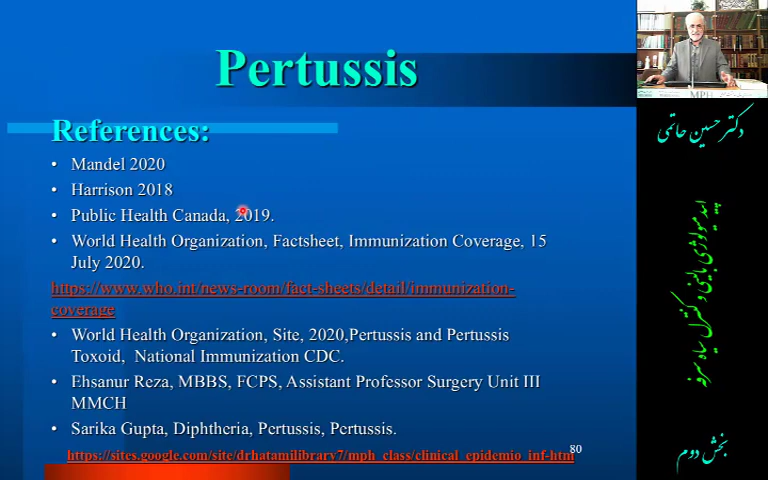 Pertussis
References:
• Mandel 2020
• Harrison 2018
• Public Health Canada, 2019.
• World Health Organization, Factsheet, Immunization Coverage, 15
July 2020.
https://www.who.int/news-room/fact-sheets/detail/immunization-
coverage
• World Health Organization, Site, 2020,Pertussis and Pertussis
Toxoid, National Immunization CDC.
• Ehsanur Reza, MBBS, FCPS, Assistant Professor Surgery Unit III
MMCH
• Sarika Gupta, Diphtheria, Pertussis, Pertussis.
80
https://sites.google.com/site/drhatamilibrary7/mph_class/clinical_epidemio_inf-htm
MPH
دکتر حسین حاتمی
اپیدمیولوژی بالینی و کنترل سیاه سرفه
بخش دوم